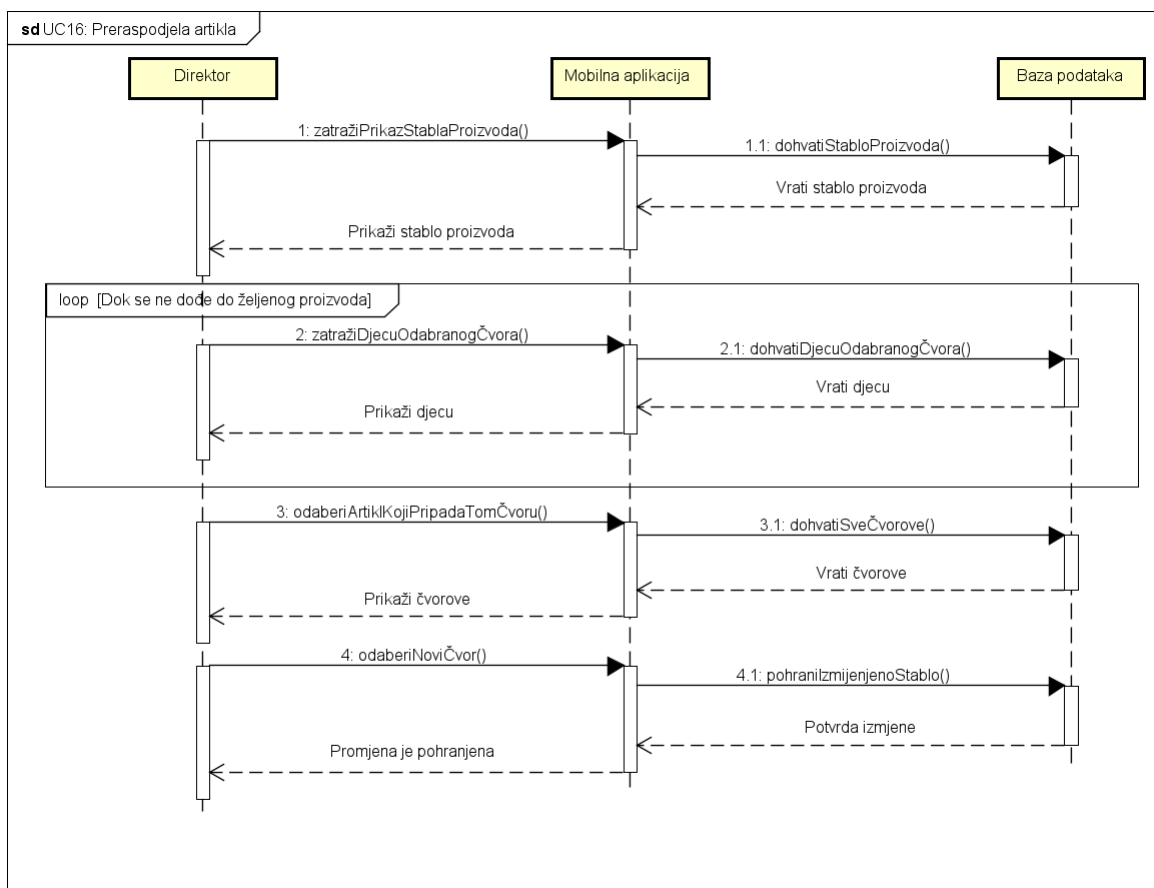 sd UC16: Preraspodjela artikla
Direktor
Mobilna aplikacija
Baza podataka
1: zatražiPrikazStablaProizvoda()
1.1: dohvatiStabloProizvoda()
Vrati stablo proizvoda
Prikaži stablo proizvoda
loop [Dok se ne dođe do željenog proizvoda]
2: zatražiDjecuOdabranogČvora()
2.1: dohvatiDjecuOdabranogČvora()
Vrati djecu
Prikaži djecu
3: odaberiArtiklKojiPripadaTomČvoru()
3.1: dohvatiSveČvorove()
Vrati čvorove
Prikaži čvorove
4: odaberiNoviČvor()
4.1: pohraniIzmijenjenoStablo()
Potvrda izmjene
Promjena je pohranjena